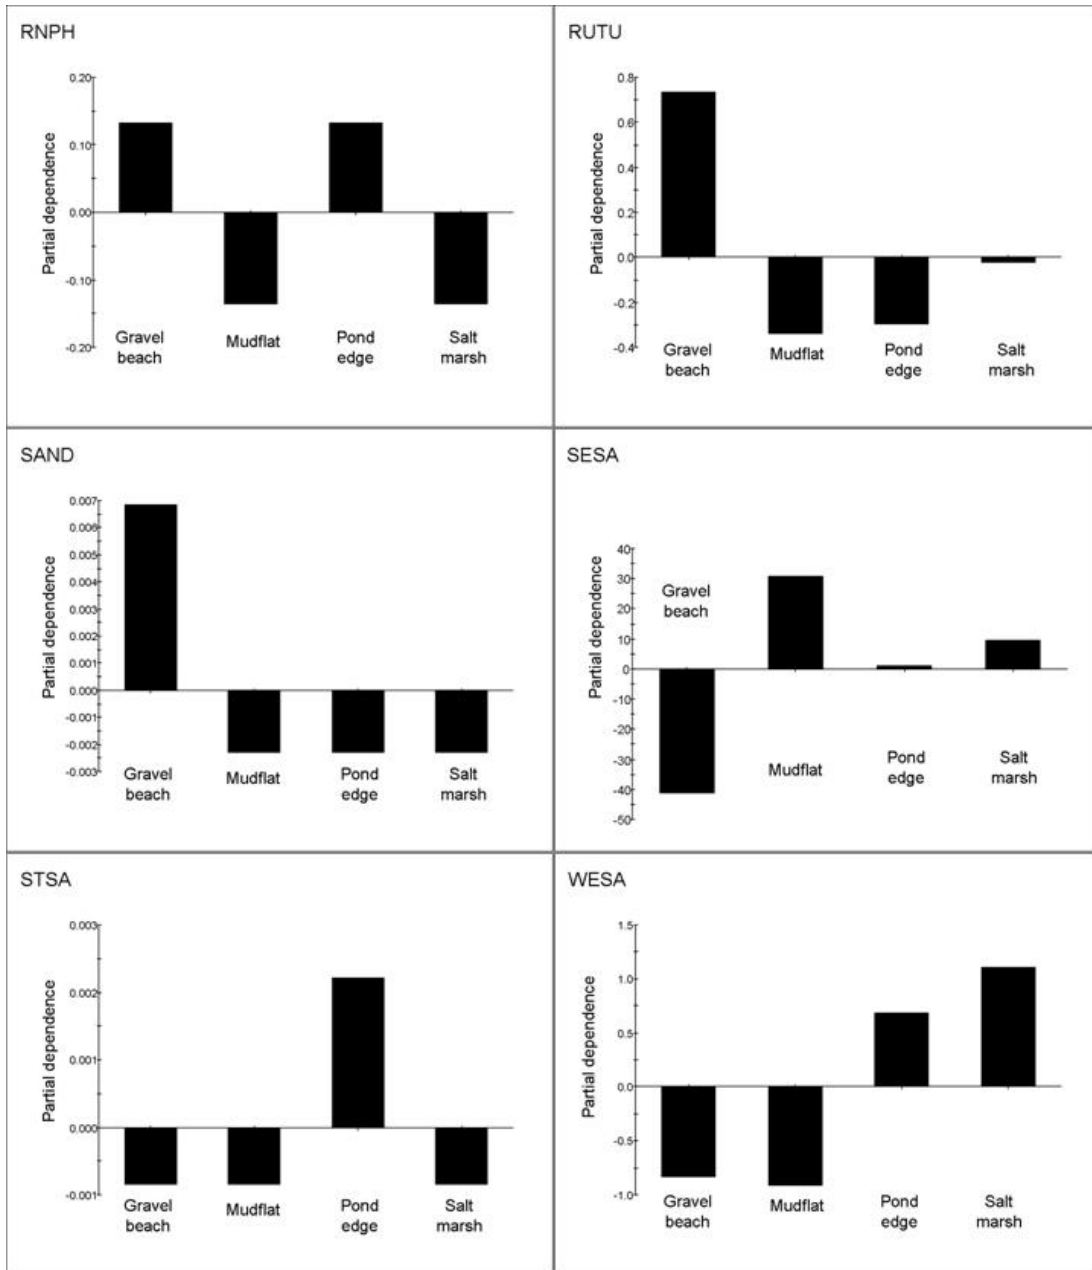 RNPH
Partial dependence
0.20
0.10
0.00
-0.10
-0.20
Gravel
beach
Mudflat
Pond
edge
Salt
marsh
RUTU
Partial dependence
0.8
0.6
0.4
0.2
0.0
-0.2
-0.4
Gravel
beach
Mudflat
Pond
edge
Salt
marsh
SAND
Partial dependence
0.007
0.006
0.005
0.004
0.003
0.002
0.001
0.000
-0.001
-0.002
-0.003
Gravel
beach
Mudflat
Pond
edge
Salt
marsh
SESA
Partial dependence
40
30
20
10
0
-10
-20
-30
-40
-50
Gravel
beach
Mudflat
Pond
edge
Salt
marsh
STSA
Partial dependence
0.003
0.002
0.001
0.000
-0.001
Gravel
beach
Mudflat
Pond
edge
Salt
marsh
WESA
Partial dependence
1.5
1.0
0.5
0.0
-0.5
-1.0
Gravel
beach
Mudflat
Pond
edge
Salt
marsh